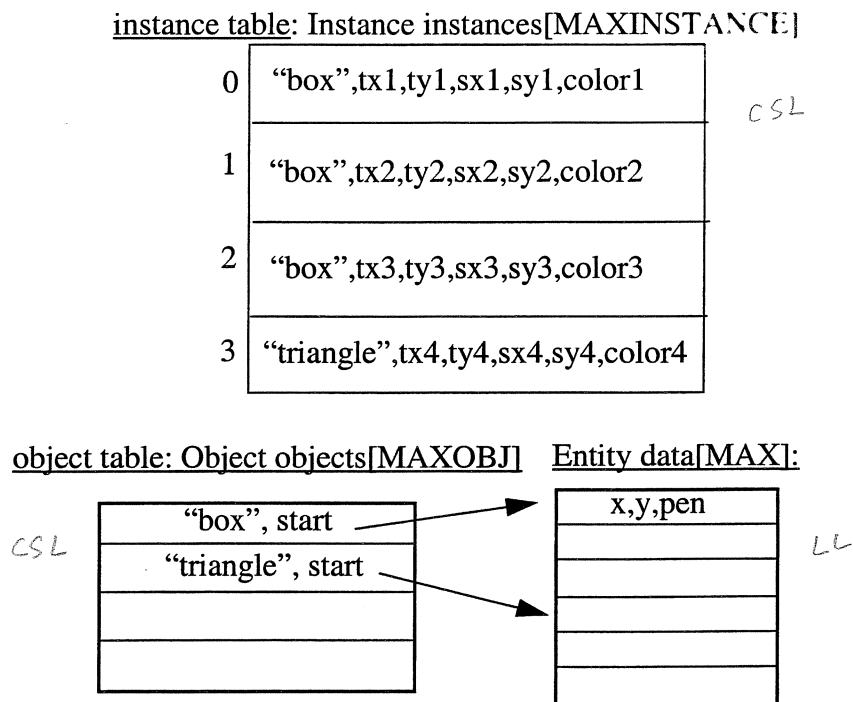 instance table: Instance instances[MAXINSTANCE]
0 “box”,tx1,ty1,sx1,sy1,color1
CSL
1 “box”,tx2,ty2,sx2,sy2,color2
2 “box”,tx3,ty3,sx3,sy3,color3
3 “triangle”,tx4,ty4,sx4,sy4,color4
object table: Object objects[MAXOBJ] Entity data[MAX]:
“box”, start x,y,pen
CSL LL
“triangle”, start